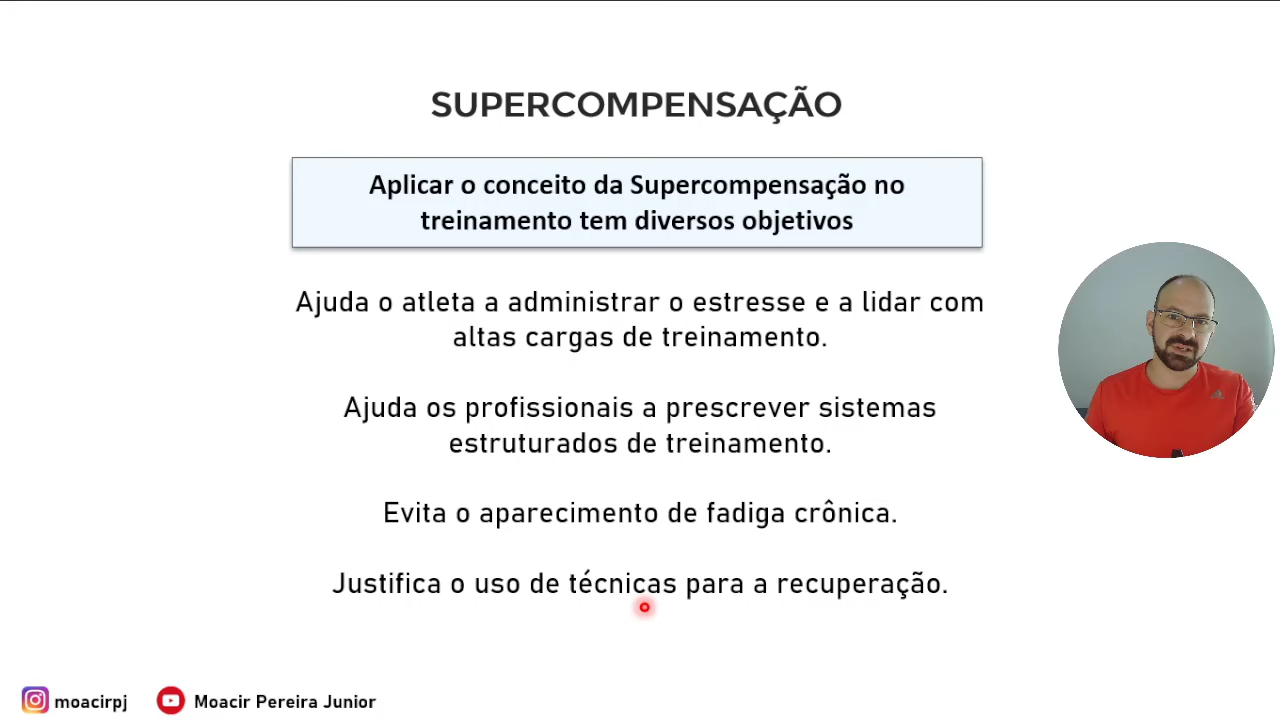 SUPERCOMPENSAÇÃO
Aplicar o conceito da Supercompensação no
treinamento tem diversos objetivos
Ajuda o atleta a administrar o estresse e a lidar com
altas cargas de treinamento.
Ajuda os profissionais a prescrever sistemas
estruturados de treinamento.
Evita o aparecimento de fadiga crônica.
Justifica o uso de técnicas para a recuperação.
moacirpj
Moacir Pereira Junior